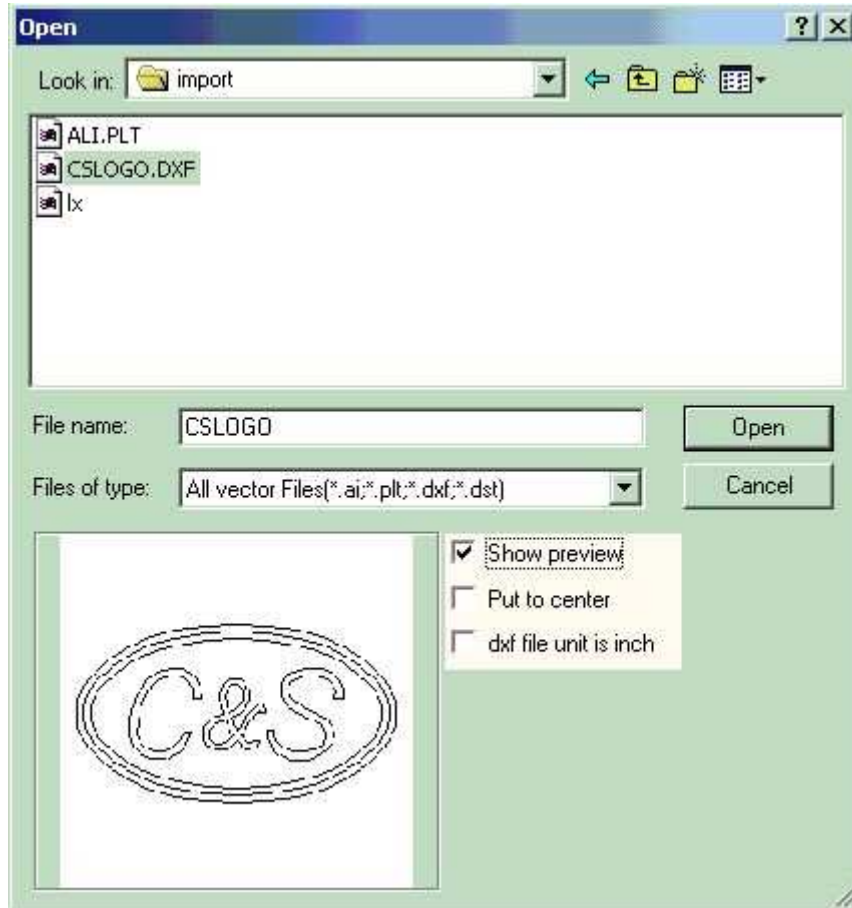 Open
Look in: import
ALI.PLT
CSLOGO.DXF
lx
File name: CSLOGO Open
Files of type: All vector Files(*.ai;*.plt;*.dxf;*.dst) Cancel
Show preview
Put to center
dxf file unit is inch
C&S